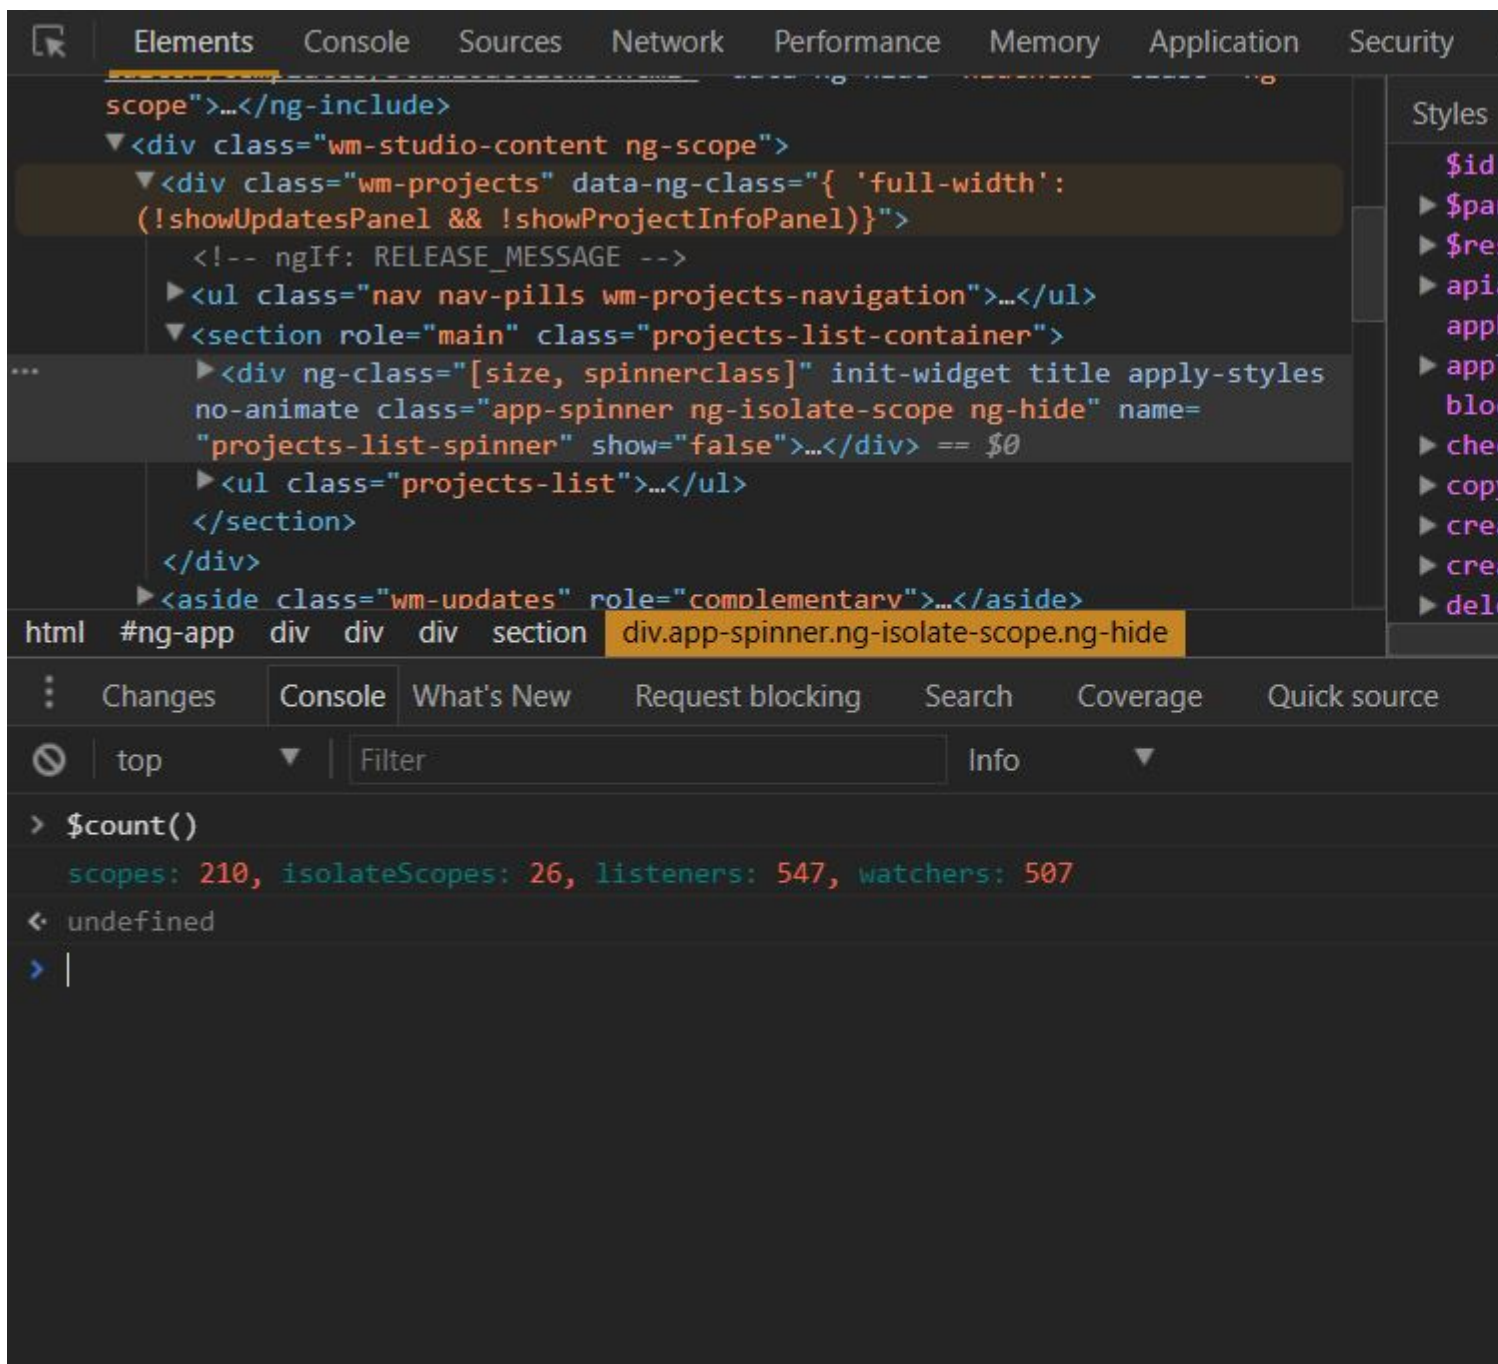 Elements Console Sources Network Performance Memory Application Security
scope">…</ng-include>
▼<div class="wm-studio-content ng-scope">
▼<div class="wm-projects" data-ng-class="{ 'full-width':
(!showUpdatesPanel && !showProjectInfoPanel)}">
<!-- ngIf: RELEASE_MESSAGE -->
▶<ul class="nav nav-pills wm-projects-navigation">…</ul>
▼<section role="main" class="projects-list-container">
▶<div ng-class="[size, spinnerclass]" init-widget title apply-styles
no-animate class="app-spinner ng-isolate-scope ng-hide" name=
"projects-list-spinner" show="false">…</div> == $0
▶<ul class="projects-list">…</ul>
</section>
</div>
▶<aside class="wm-updates" role="complementary">…</aside>
html #ng-app div div div section div.app-spinner.ng-isolate-scope.ng-hide
Styles
$id
▶ $pa
▶ $re
▶ api
app
▶ app
blo
▶ che
▶ cop
▶ cre
▶ cre
▶ del
Changes Console What's New Request blocking Search Coverage Quick source
top ▼ Filter Info ▼
> $count()
scopes: 210, isolateScopes: 26, listeners: 547, watchers: 507
undefined
>